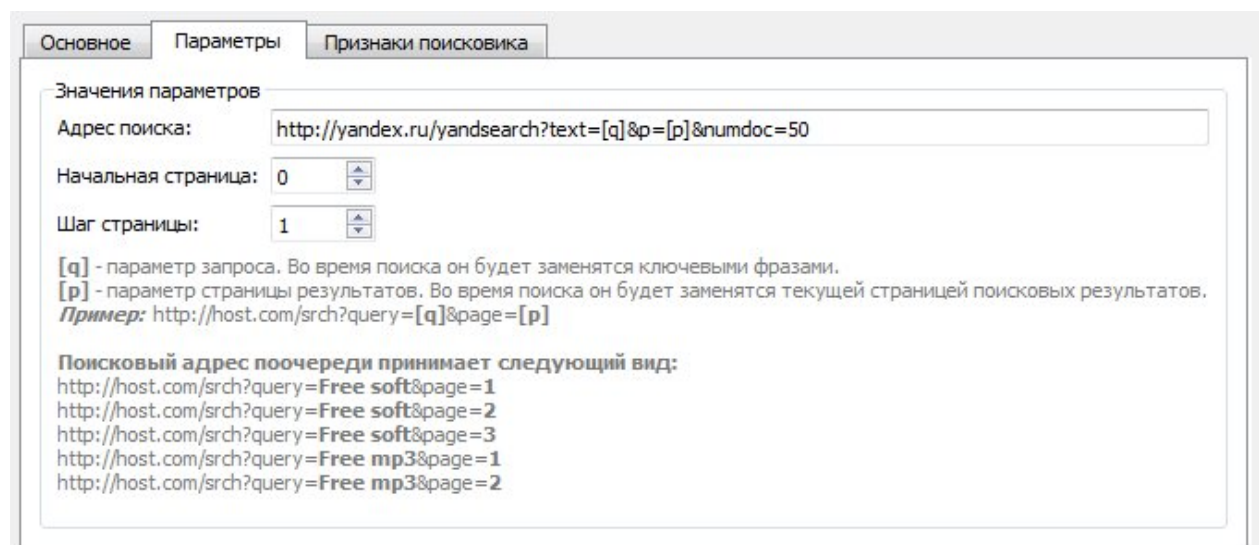 Основное Параметры Признаки поисковика
Значения параметров
Адрес поиска: http://yandex.ru/yandsearch?text=[q]&p=[p]&numdoc=50
Начальная страница: 0
Шаг страницы: 1
[q] - параметр запроса. Во время поиска он будет заменятся ключевыми фразами.
[p] - параметр страницы результатов. Во время поиска он будет заменятся текущей страницей поисковых результатов.
Пример: http://host.com/srch?query=[q]&page=[p]
Поисковый адрес поочереди принимает следующий вид:
http://host.com/srch?query=Free soft&page=1
http://host.com/srch?query=Free soft&page=2
http://host.com/srch?query=Free soft&page=3
http://host.com/srch?query=Free mp3&page=1
http://host.com/srch?query=Free mp3&page=2